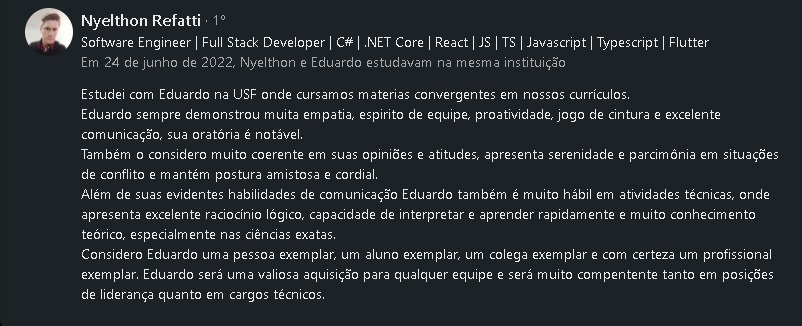 Nyelthon Refatti · 1º
Software Engineer | Full Stack Developer | C# | .NET Core | React | JS | TS | Javascript | Typescript | Flutter
Em 24 de junho de 2022, Nyelthon e Eduardo estudavam na mesma instituição
Estudei com Eduardo na USF onde cursamos materias convergentes em nossos currículos.
Eduardo sempre demonstrou muita empatia, espirito de equipe, proatividade, jogo de cintura e excelente
comunicação, sua oratória é notável.
Também o considero muito coerente em suas opiniões e atitudes, apresenta serenidade e parcimônia em situações
de conflito e mantém postura amistosa e cordial.
Além de suas evidentes habilidades de comunicação Eduardo também é muito hábil em atividades técnicas, onde
apresenta excelente raciocínio lógico, capacidade de interpretar e aprender rapidamente e muito conhecimento
teórico, especialmente nas ciências exatas.
Considero Eduardo uma pessoa exemplar, um aluno exemplar, um colega exemplar e com certeza um profissional
exemplar. Eduardo será uma valiosa aquisição para qualquer equipe e será muito compentente tanto em posições
de liderança quanto em cargos técnicos.